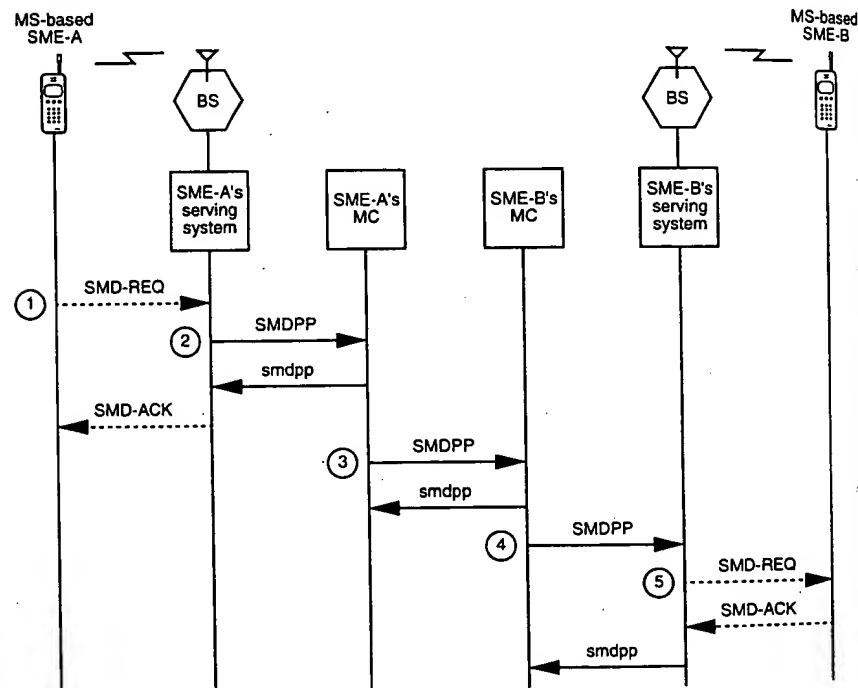 MS-based
SME-A
MS-based
SME-B
BS
BS
SME-A's
serving
system
SME-A's
MC
SME-B's
MC
SME-B's
serving
system
1
SMD-REQ
2
SMDPP
smdpp
SMD-ACK
3
SMDPP
smdpp
4
SMDPP
5
SMD-REQ
SMD-ACK
smdpp